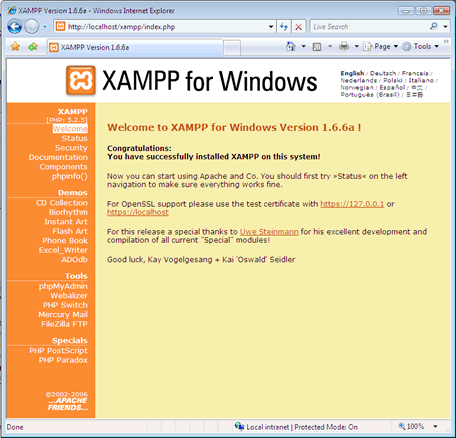 XAMPP Version 1.6.6a - Windows Internet Explorer
http://localhost/xampp/index.php
Live Search
XAMPP Version 1.6.6a
Page
Tools
XAMPP for Windows
English / Deutsch / Francais /
Nederlands / Polski / Italiano /
Norwegian / Español / 中文 /
Português (Brasil) / 日本語
XAMPP
[PHP: 5.2.5]
Welcome
Status
Security
Documentation
Components
phpinfo()
Demos
CD Collection
Biorhythm
Instant Art
Flash Art
Phone Book
Excel_Writer
ADOdb
Tools
phpMyAdmin
Webalizer
PHP Switch
Mercury Mail
FileZilla FTP
Specials
PHP PostScript
PHP Paradox
©2002-2006
...APACHE
FRIENDS...
Welcome to XAMPP for Windows Version 1.6.6a !
Congratulations:
You have successfully installed XAMPP on this system!
Now you can start using Apache and Co. You should first try »Status« on the left
navigation to make sure everything works fine.
For OpenSSL support please use the test certificate with https://127.0.0.1 or
https://localhost
For this release a special thanks to Uwe Steinmann for his excellent development and
compilation of all current "Special" modules!
Good luck, Kay Vogelgesang + Kai 'Oswald' Seidler
Done
Local intranet | Protected Mode: On
100%